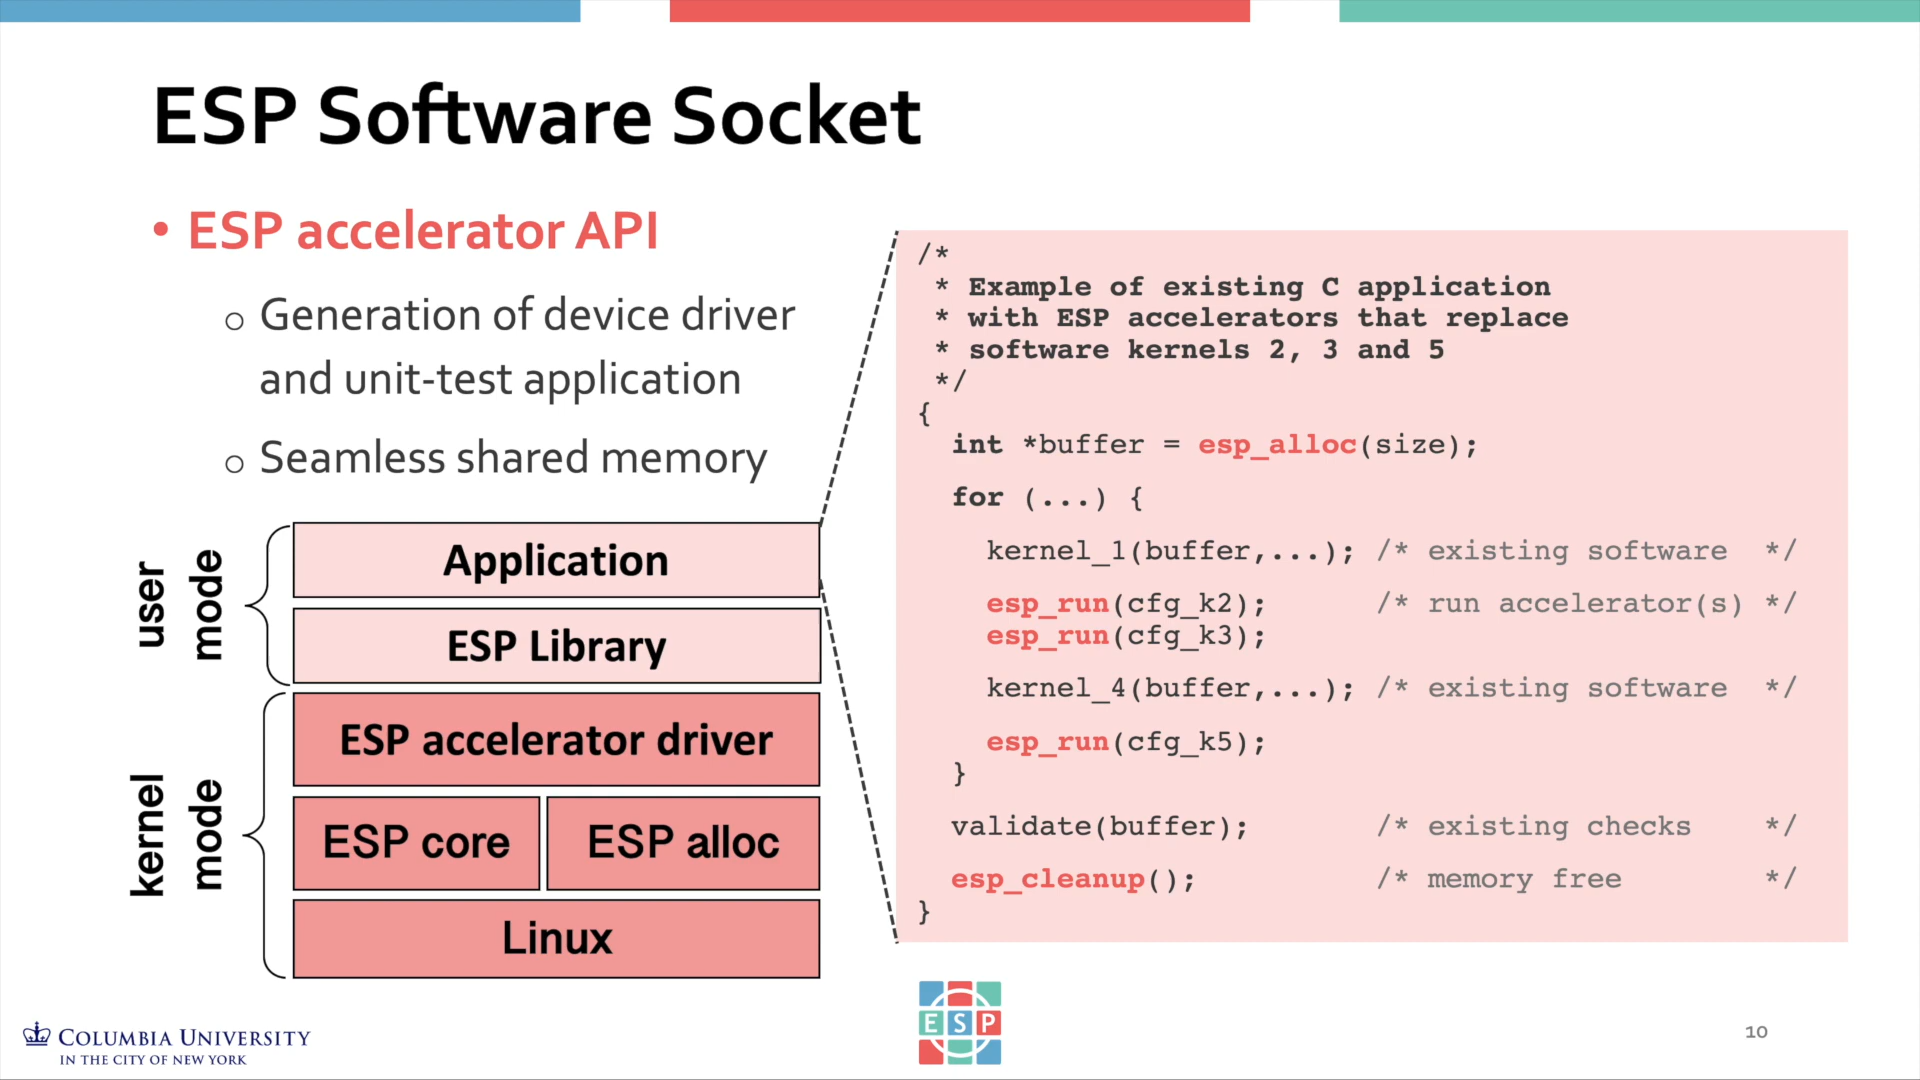 ESP Software Socket
• ESP accelerator API
o Generation of device driver
and unit-test application
o Seamless shared memory
user
mode
Application
ESP Library
kernel
mode
ESP accelerator driver
ESP core
ESP alloc
Linux
/*
* Example of existing C application
* with ESP accelerators that replace
* software kernels 2, 3 and 5
*/
{
int *buffer = esp_alloc(size);
for (...) {
kernel_1(buffer,...); /* existing software */
esp_run(cfg_k2); /* run accelerator(s) */
esp_run(cfg_k3);
kernel_4(buffer,...); /* existing software */
esp_run(cfg_k5);
}
validate(buffer); /* existing checks */
esp_cleanup(); /* memory free */
}
COLUMBIA UNIVERSITY
IN THE CITY OF NEW YORK
ESP
10